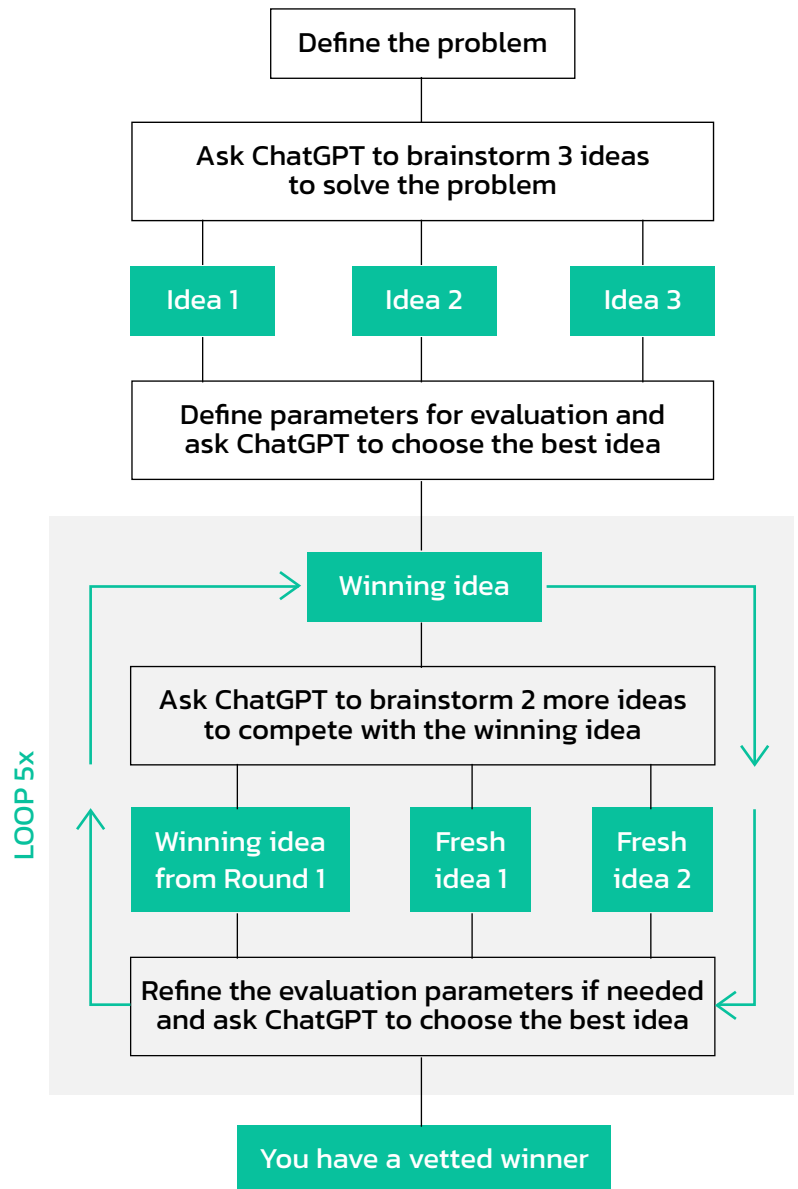 Define the problem
Ask ChatGPT to brainstorm 3 ideas
to solve the problem
Idea 1
Idea 2
Idea 3
Define parameters for evaluation and
ask ChatGPT to choose the best idea
Winning idea
Ask ChatGPT to brainstorm 2 more ideas
to compete with the winning idea
LOOP 5x
Winning idea
from Round 1
Fresh
idea 1
Fresh
idea 2
Refine the evaluation parameters if needed
and ask ChatGPT to choose the best idea
You have a vetted winner